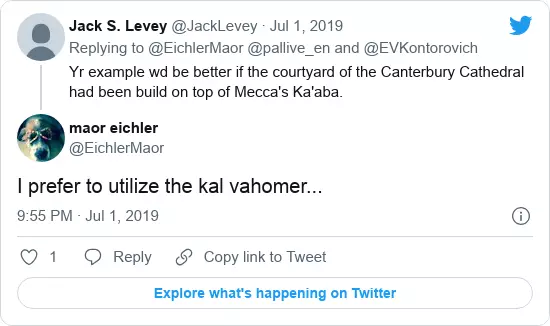 Jack S. Levey @JackLevey · Jul 1, 2019
Replying to @EichlerMaor @pallive_en and @EVKontorovich
Yr example wd be better if the courtyard of the Canterbury Cathedral
had been build on top of Mecca's Ka'aba.
maor eichler
@EichlerMaor
I prefer to utilize the kal vahomer...
9:55 PM · Jul 1, 2019
1 Reply Copy link to Tweet
Explore what's happening on Twitter